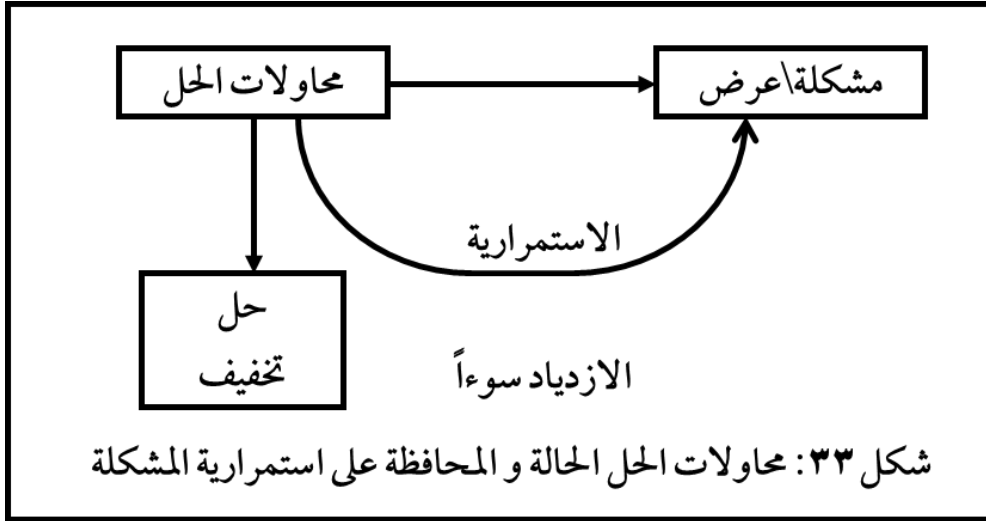 مشكلة\عرض
محاولات الحل
الاستمرارية
حل
تخفيف
الازدياد سوءاً
شكل ٣٣: محاولات الحل الحالة و المحافظة على استمرارية المشكلة